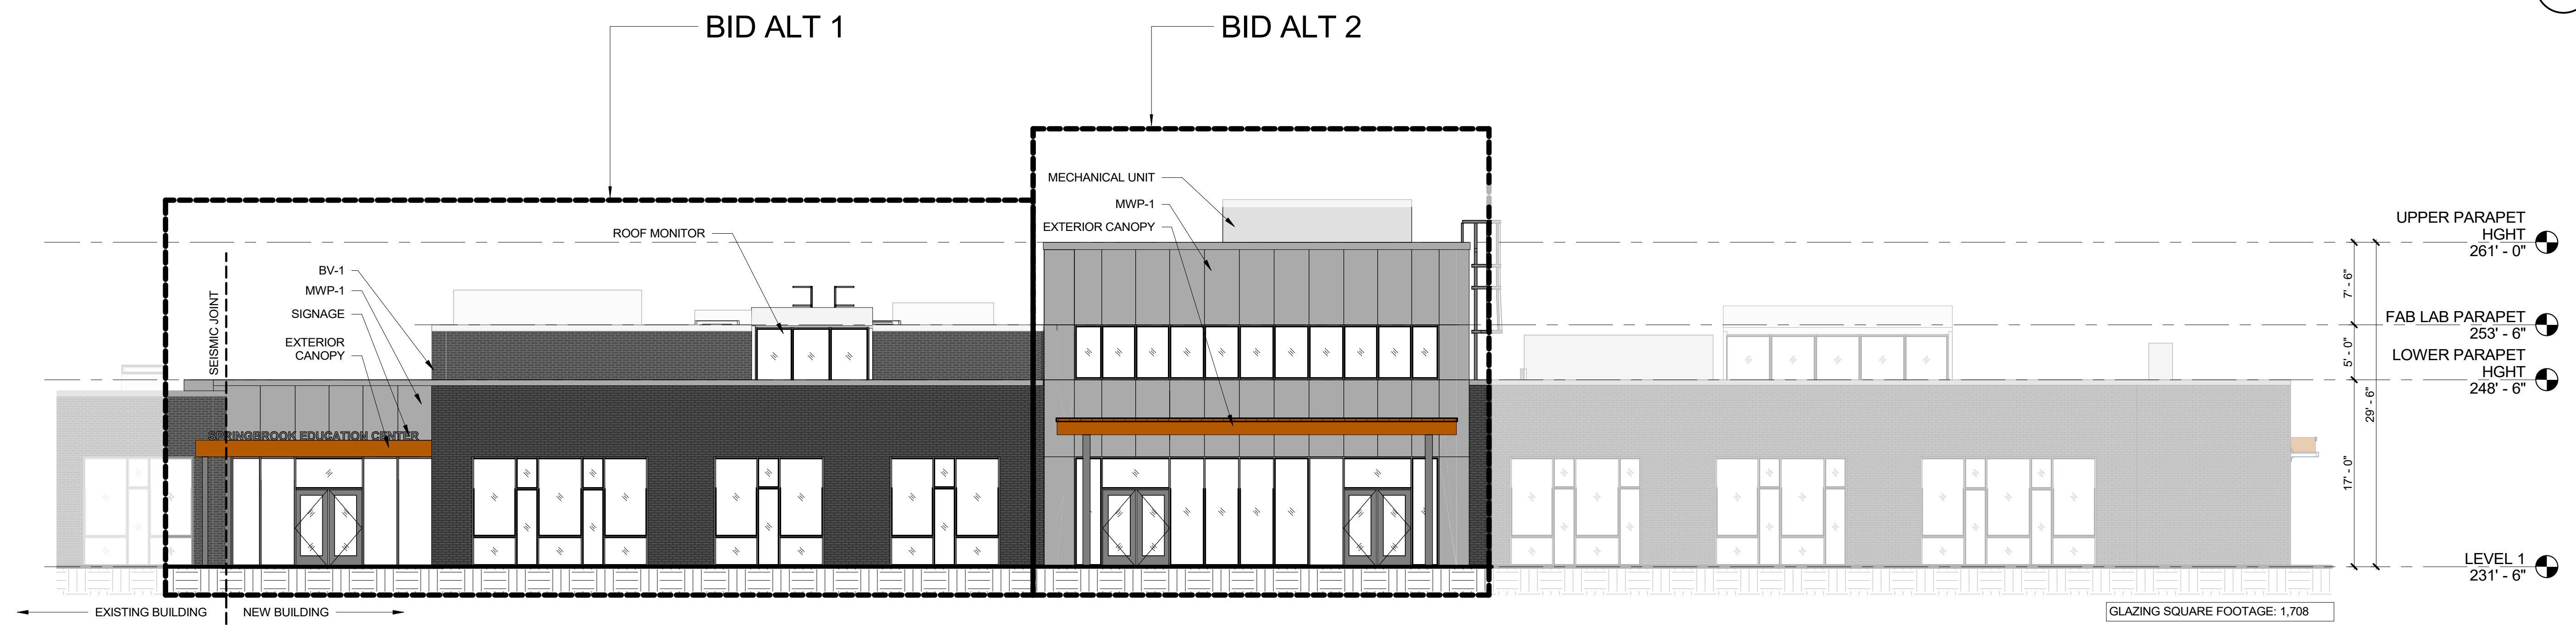 BID ALT 1
BID ALT 2
MECHANICAL UNIT
MWP-1
EXTERIOR CANOPY
ROOF MONITOR
BV-1
MWP-1
SIGNAGE
EXTERIOR
CANOPY
SEISMIC JOINT
SPRINGBROOK EDUCATION CENTER
UPPER PARAPET
HGHT
261' - 0"
FAB LAB PARAPET
253' - 6"
LOWER PARAPET
HGHT
248' - 6"
LEVEL 1
231' - 6"
7' - 6"
5' - 0"
17' - 0"
29' - 6"
EXISTING BUILDING
NEW BUILDING
GLAZING SQUARE FOOTAGE: 1,708